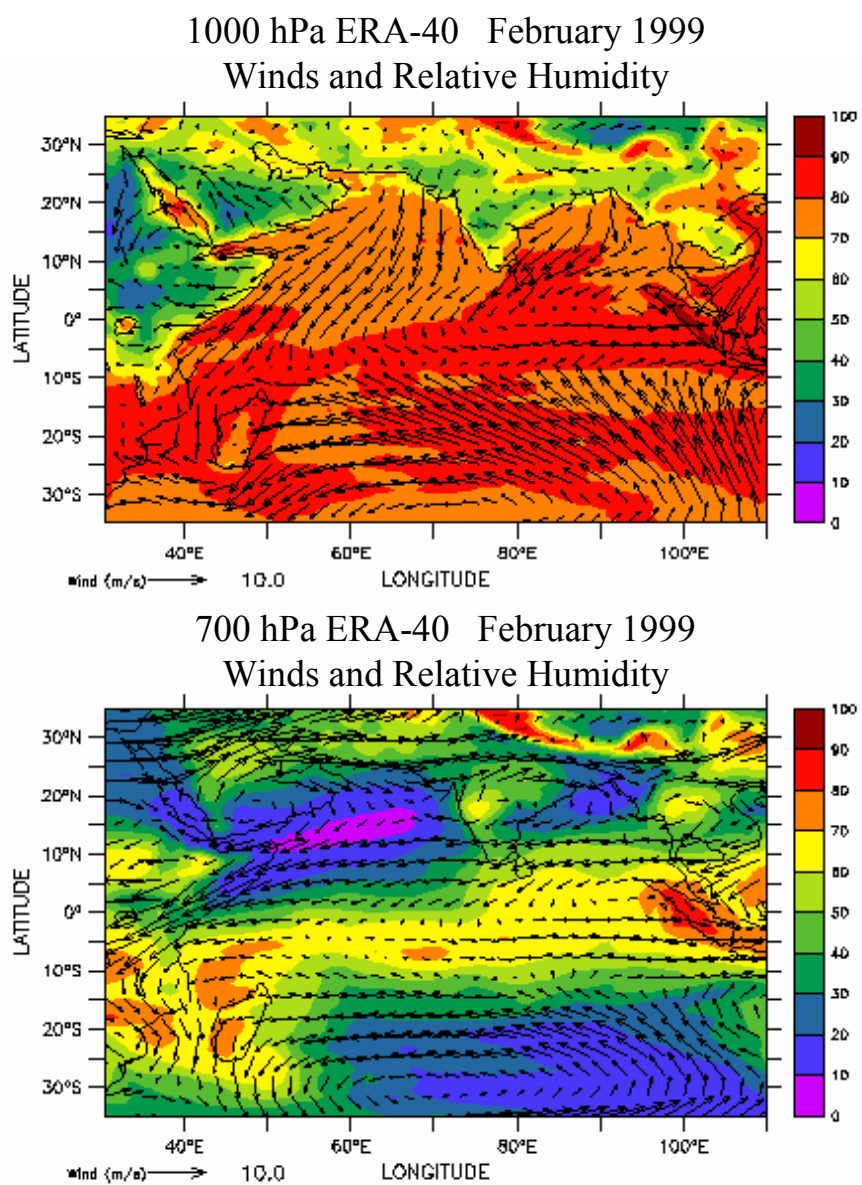 1000 hPa ERA-40 February 1999
Winds and Relative Humidity
LATITUDE
30°N
20°N
10°N
0°
10°S
20°S
30°S
40°E 60°E 80°E 100°E
wind (m/s) 10.0 LONGITUDE
100
90
80
70
60
50
40
30
20
10
0
700 hPa ERA-40 February 1999
Winds and Relative Humidity
LATITUDE
30°N
20°N
10°N
0°
10°S
20°S
30°S
40°E 60°E 80°E 100°E
wind (m/s) 10.0 LONGITUDE
100
90
80
70
60
50
40
30
20
10
0